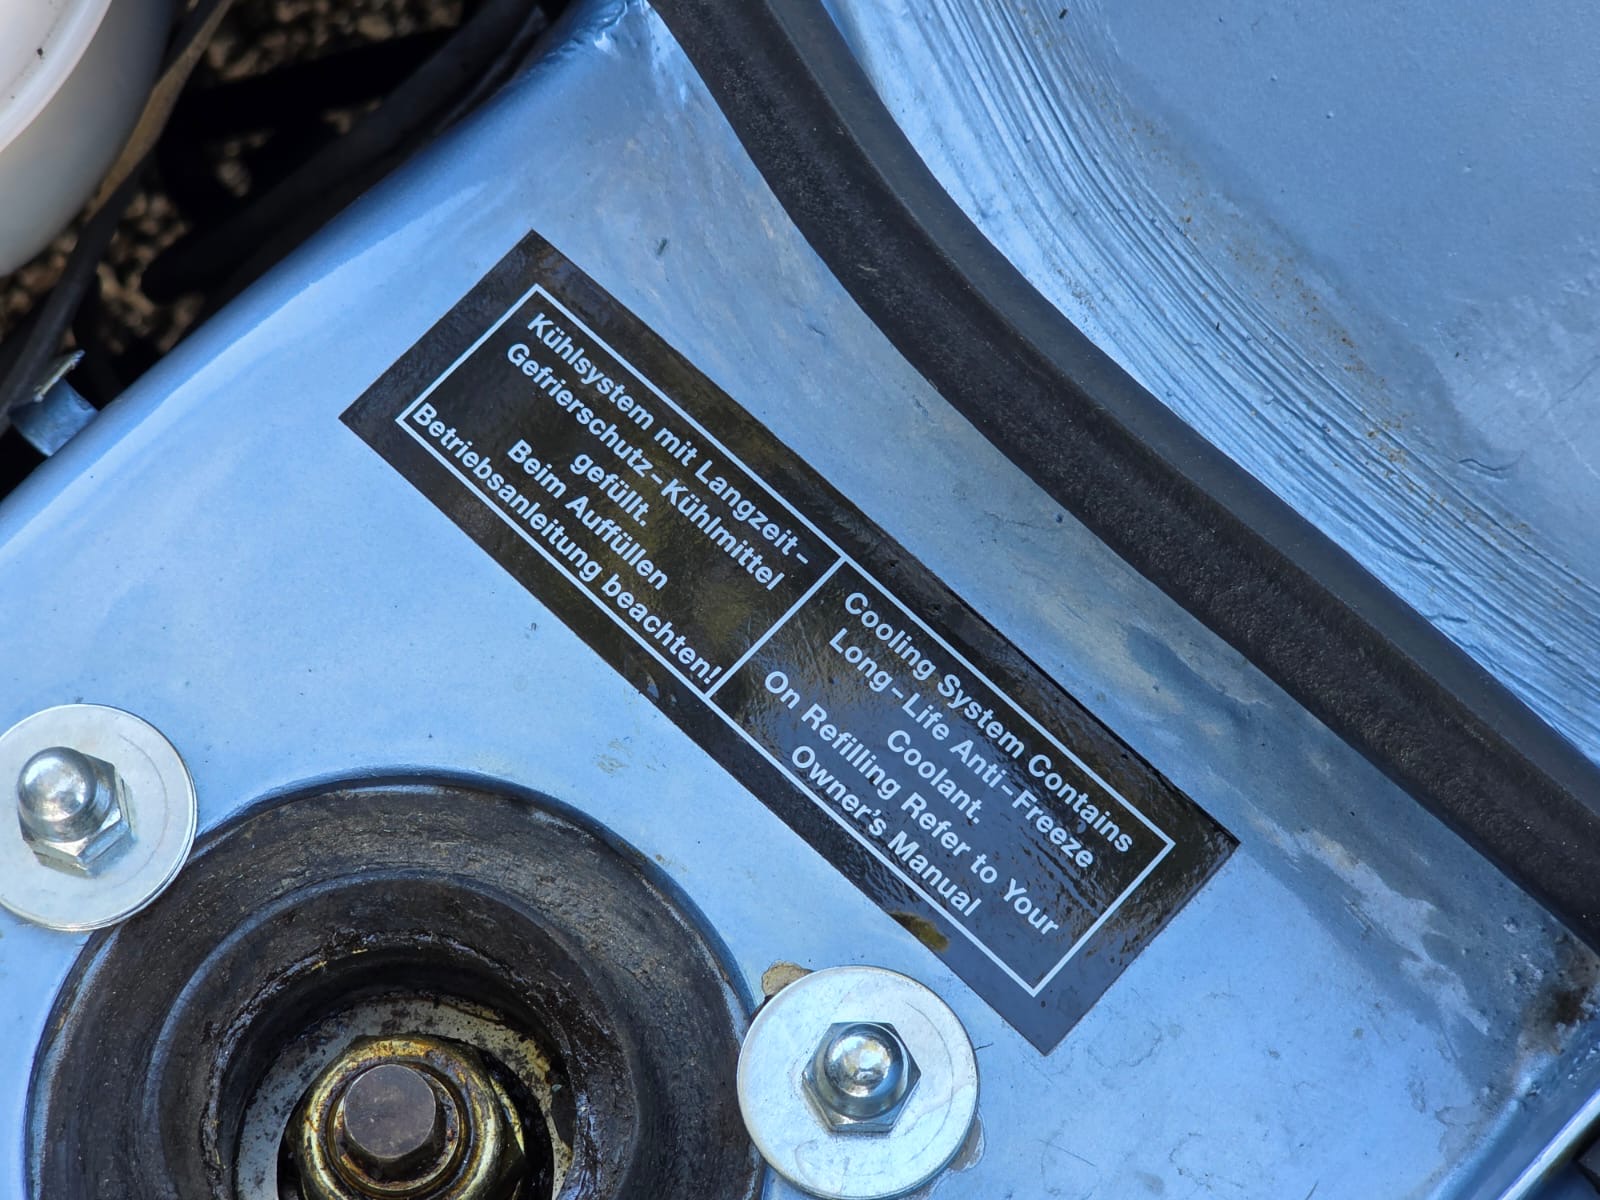 Kühlsystem mit Langzeit-
Gefrierschutz-Kühlmittel
gefüllt.
Beim Auffüllen
Betriebsanleitung beachten!
Cooling System Contains
Long-Life Anti-Freeze
Coolant.
On Refilling Refer to Your
Owner's Manual